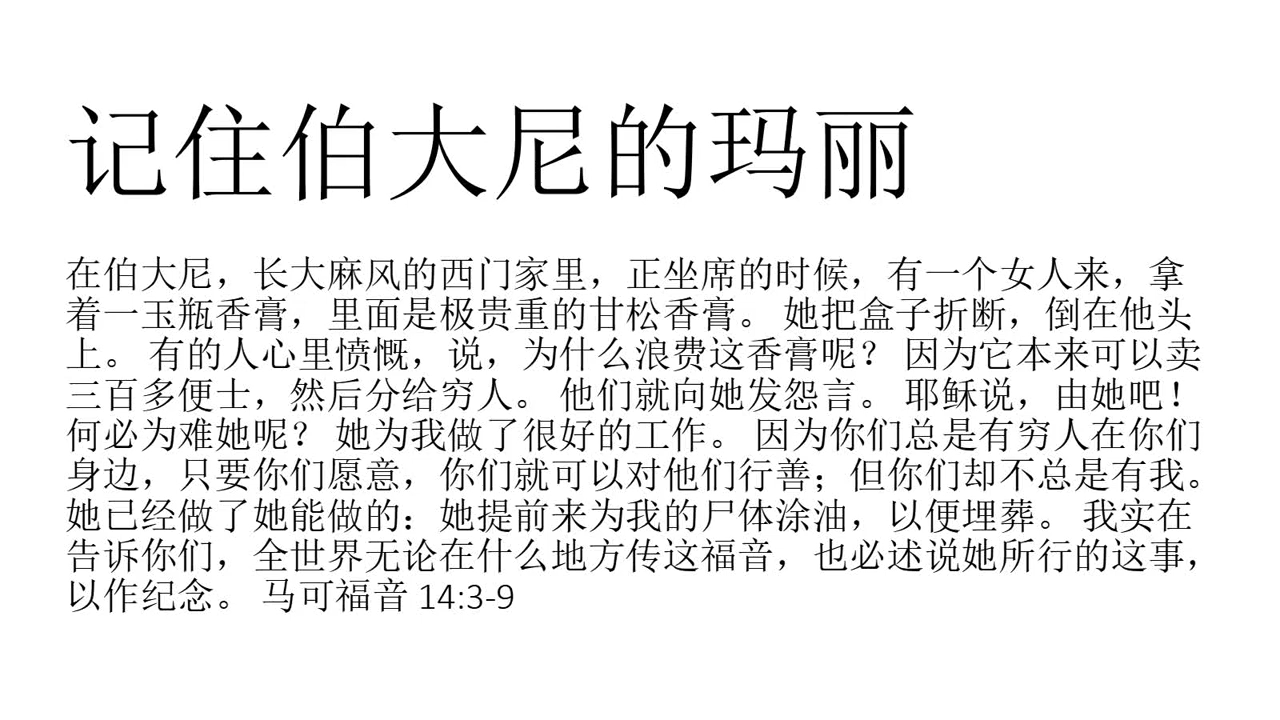 记住伯大尼的玛丽
在伯大尼，长大麻风的西门家里，正坐席的时候，有一个女人来，拿
着一玉瓶香膏，里面是极贵重的甘松香膏。 她把盒子折断，倒在他头
上。 有的人心里愤慨，说，为什么浪费这香膏呢？ 因为它本来可以卖
三百多便士，然后分给穷人。 他们就向她发怨言。 耶稣说，由她吧！
何必为难她呢？ 她为我做了很好的工作。 因为你们总是有穷人在你们
身边，只要你们愿意，你们就可以对他们行善；但你们却不总是有我。
她已经做了她能做的：她提前来为我的尸体涂油，以便埋葬。 我实在
告诉你们，全世界无论在什么地方传这福音，也必述说她所行的这事，
以作纪念。 马可福音 14:3-9